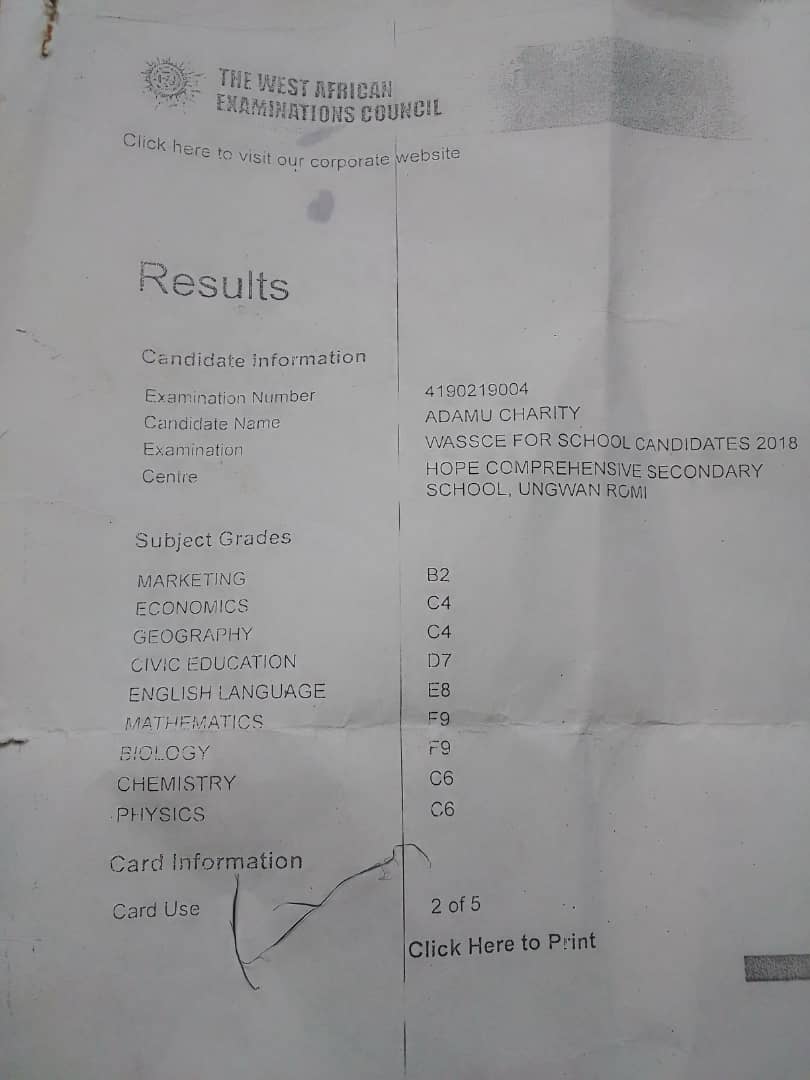 THE WEST AFRICAN
EXAMINATIONS COUNCIL
Click here to visit our corporate website
Results
Candidate Information
Examination Number 4190219004
Candidate Name ADAMU CHARITY
Examination WASSCE FOR SCHOOL CANDIDATES 2018
Centre HOPE COMPREHENSIVE SECONDARY
SCHOOL, UNGWAN ROMI
Subject Grades
MARKETING B2
ECONOMICS C4
GEOGRAPHY C4
CIVIC EDUCATION D7
ENGLISH LANGUAGE E8
MATHEMATICS F9
BIOLOGY F9
CHEMISTRY C6
PHYSICS C6
Card Information
Card Use 2 of 5
Click Here to Print